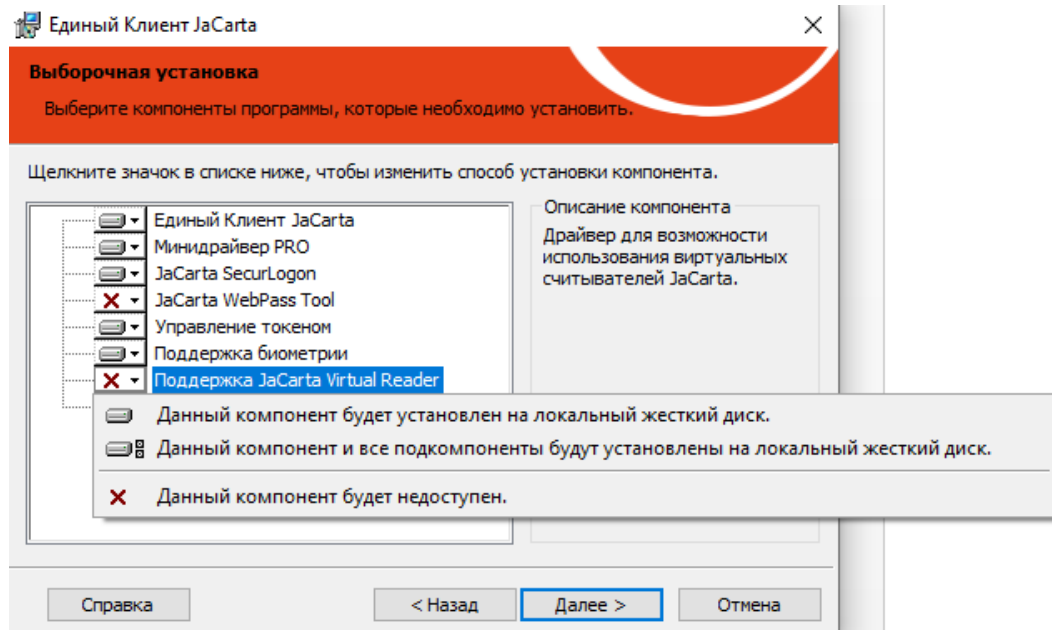 Единый Клиент JaCarta
Выборочная установка
Выберите компоненты программы, которые необходимо установить.
Щелкните значок в списке ниже, чтобы изменить способ установки компонента.
Единый Клиент JaCarta
Минидрайвер PRO
JaCarta SecurLogon
JaCarta WebPass Tool
Управление токеном
Поддержка биометрии
Поддержка JaCarta Virtual Reader
Описание компонента
Драйвер для возможности
использования виртуальных
считывателей JaCarta.
Данный компонент будет установлен на локальный жесткий диск.
Данный компонент и все подкомпоненты будут установлены на локальный жесткий диск.
Данный компонент будет недоступен.
Справка
< Назад
Далее >
Отмена